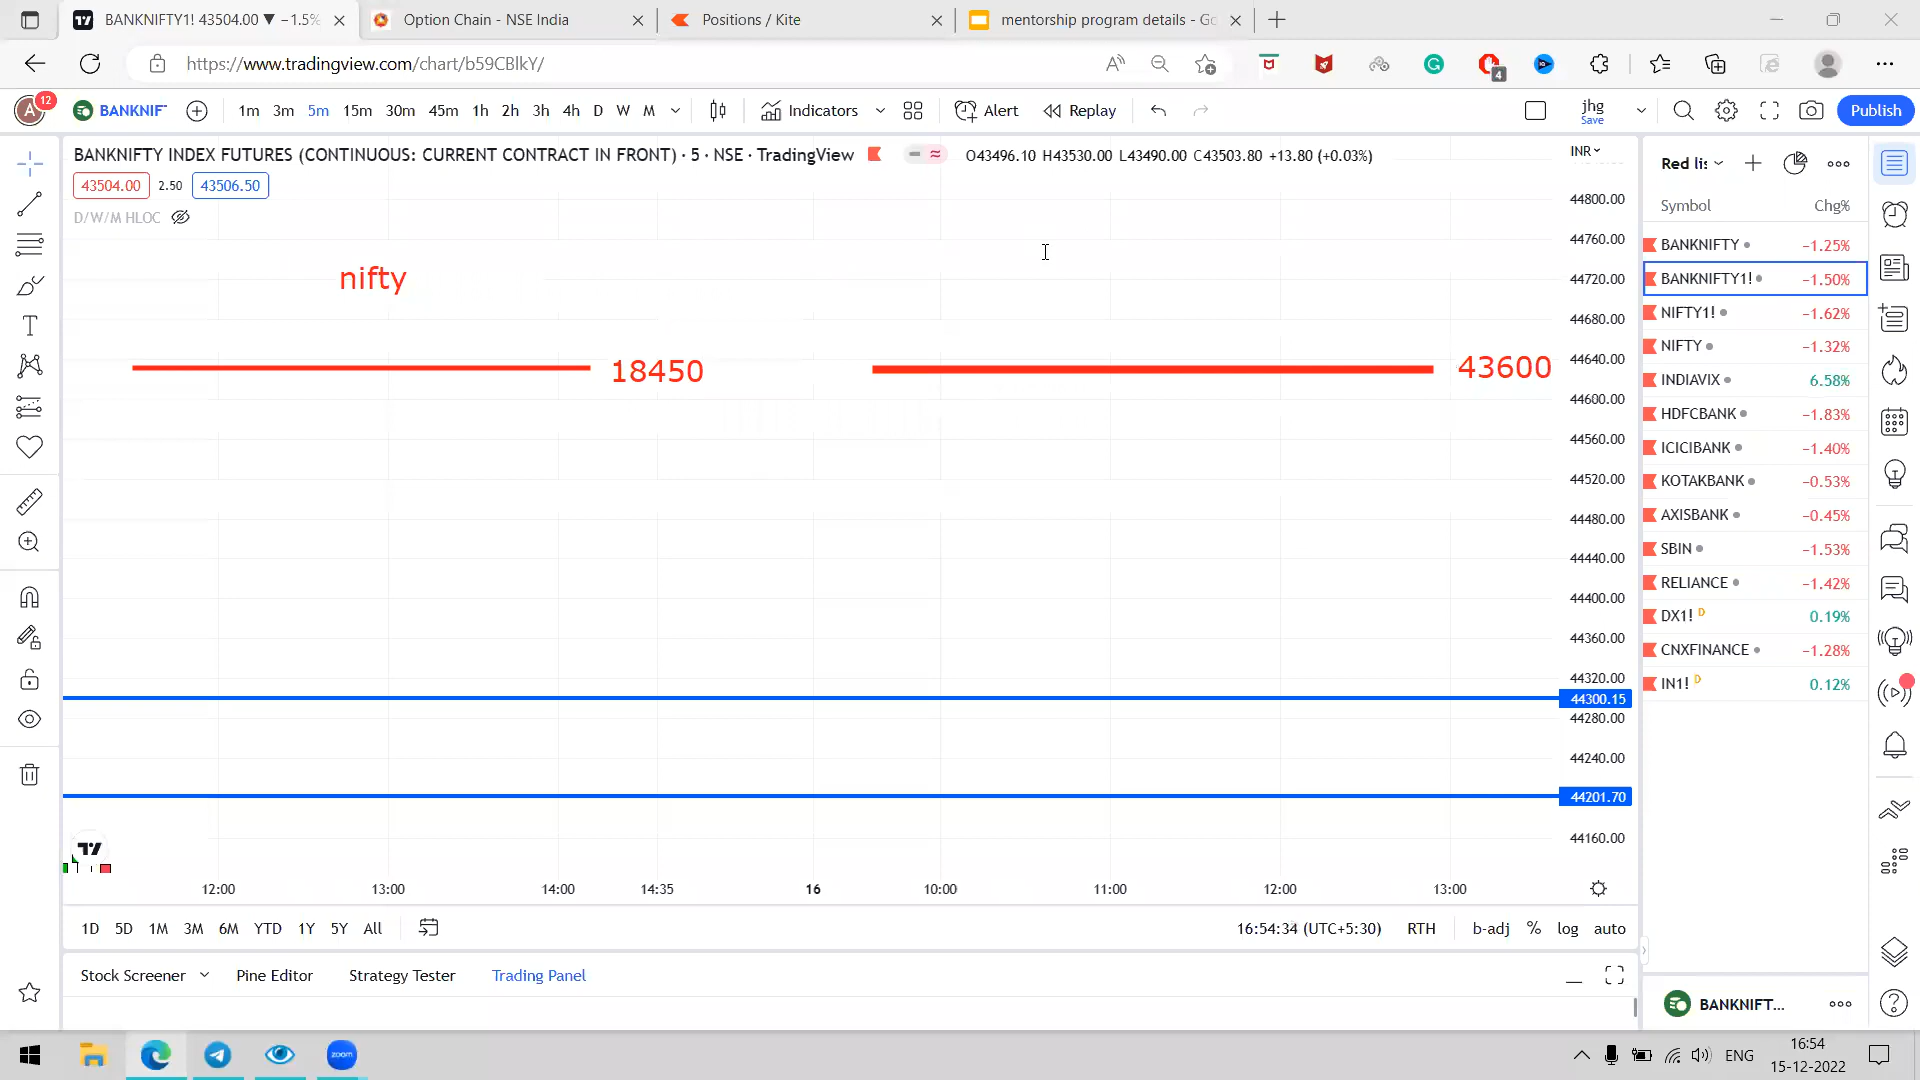 BANKNIFTY1! 43504.00 ▼ −1.5%
Option Chain - NSE India
Positions / Kite
mentorship program details - Go
https://www.tradingview.com/chart/b59CBlkY/
4
A 12
BANKNIF
1m 3m 5m 15m 30m 45m 1h 2h 3h 4h D W M
Indicators
Alert
Replay
jhg
Save
Publish
BANKNIFTY INDEX FUTURES (CONTINUOUS: CURRENT CONTRACT IN FRONT) · 5 · NSE · TradingView
O43496.10 H43530.00 L43490.00 C43503.80 +13.80 (+0.03%)
INR
43504.00 2.50 43506.50
D/W/M HLOC
nifty
18450
43600
44800.00
44760.00
44720.00
44680.00
44640.00
44600.00
44560.00
44520.00
44480.00
44440.00
44400.00
44360.00
44320.00
44300.15
44280.00
44240.00
44201.70
44160.00
12:00 13:00 14:00 14:35 16 10:00 11:00 12:00 13:00
1D 5D 1M 3M 6M YTD 1Y 5Y All
16:54:34 (UTC+5:30) RTH b-adj % log auto
Stock Screener Pine Editor Strategy Tester Trading Panel
Red lis
Symbol Chg%
BANKNIFTY −1.25%
BANKNIFTY1! −1.50%
NIFTY1! −1.62%
NIFTY −1.32%
INDIAVIX 6.58%
HDFCBANK −1.83%
ICICIBANK −1.40%
KOTAKBANK −0.53%
AXISBANK −0.45%
SBIN −1.53%
RELIANCE −1.42%
DX1! D 0.19%
CNXFINANCE −1.28%
IN1! D 0.12%
BANKNIFT...
zoom
ENG
16:54
15-12-2022